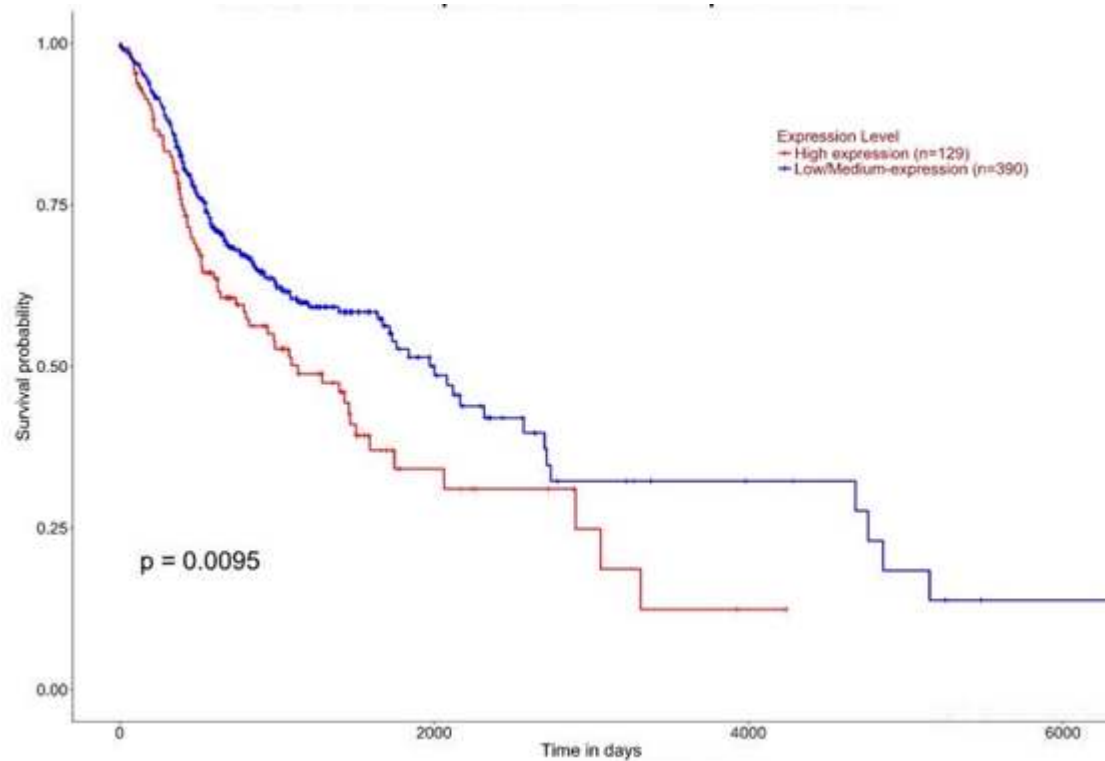 1.00
0.75
0.50
0.25
0.00
Survival probability
Expression Level
High expression (n=129)
Low/Medium-expression (n=390)
p = 0.0095
0
2000
4000
6000
Time in days